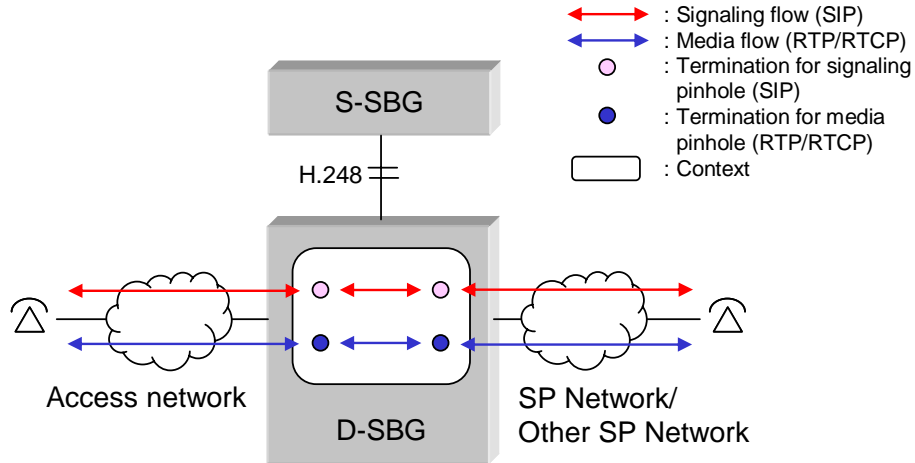 : Signaling flow (SIP)
: Media flow (RTP/RTCP)
: Termination for signaling
pinhole (SIP)
: Termination for media
pinhole (RTP/RTCP)
: Context
S-SBG
H.248
Access network
D-SBG
SP Network/
Other SP Network